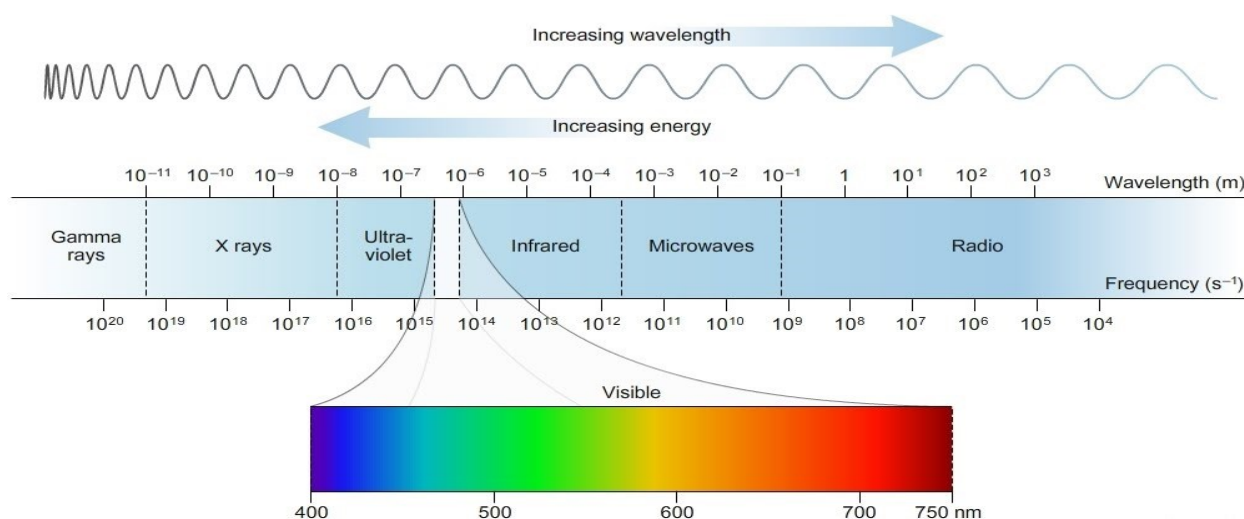 Increasing wavelength
Increasing energy
10⁻¹¹ 10⁻¹⁰ 10⁻⁹ 10⁻⁸ 10⁻⁷ 10⁻⁶ 10⁻⁵ 10⁻⁴ 10⁻³ 10⁻² 10⁻¹ 1 10¹ 10² 10³ Wavelength (m)
Gamma rays X rays Ultra-violet Infrared Microwaves Radio
Frequency (s⁻¹)
10²⁰ 10¹⁹ 10¹⁸ 10¹⁷ 10¹⁶ 10¹⁵ 10¹⁴ 10¹³ 10¹² 10¹¹ 10¹⁰ 10⁹ 10⁸ 10⁷ 10⁶ 10⁵ 10⁴
Visible
400 500 600 700 750 nm